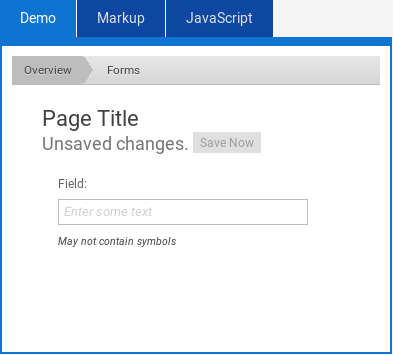 Demo Markup JavaScript
Overview Forms
Page Title
Unsaved changes. Save Now
Field:
Enter some text
May not contain symbols